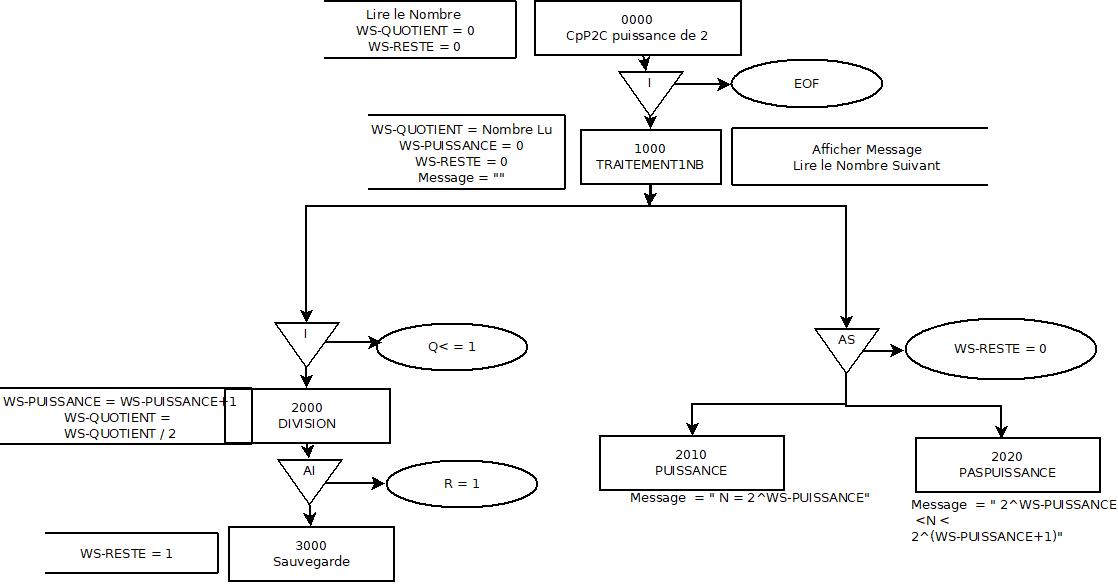 Lire le Nombre
WS-QUOTIENT = 0
WS-RESTE = 0
0000
CpP2C puissance de 2
I
EOF
WS-QUOTIENT = Nombre Lu
WS-PUISSANCE = 0
WS-RESTE = 0
Message = ""
1000
TRAITEMENT1NB
Afficher Message
Lire le Nombre Suivant
I
Q< = 1
AS
WS-RESTE = 0
WS-PUISSANCE = WS-PUISSANCE+1
WS-QUOTIENT =
WS-QUOTIENT / 2
2000
DIVISION
2010
PUISSANCE
Message = " N = 2^WS-PUISSANCE"
2020
PASPUISSANCE
Message = " 2^WS-PUISSANCE
<N <
2^(WS-PUISSANCE+1)"
AI
R = 1
WS-RESTE = 1
3000
Sauvegarde